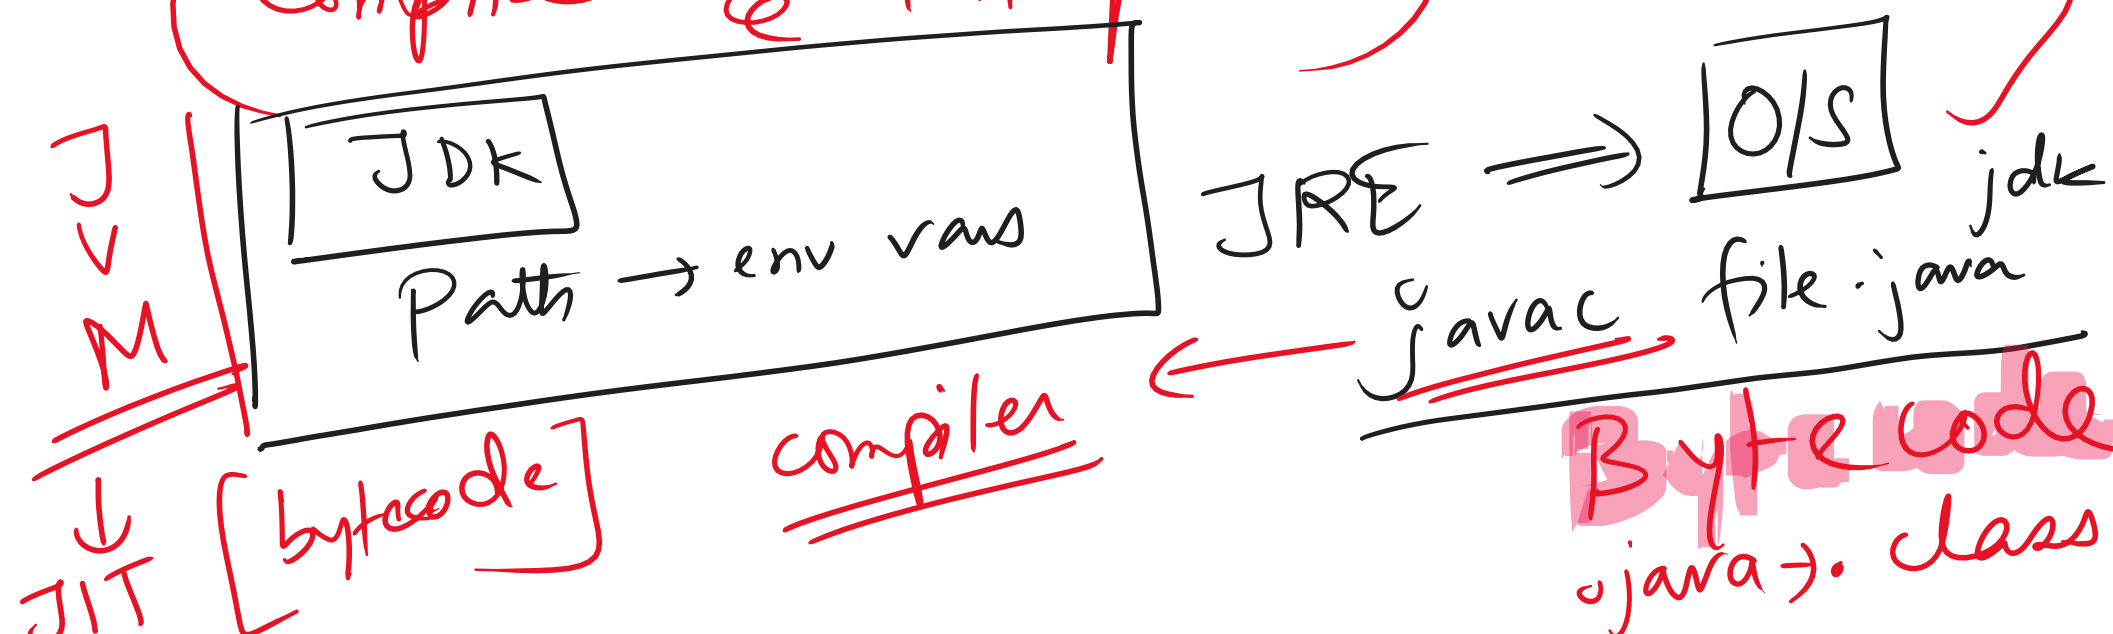 JDK
O/S
JRE
jdk
Path → env vars
javac file.java
JVM
compiler
Bytecode
[bytecode]
.java → .class
JIT